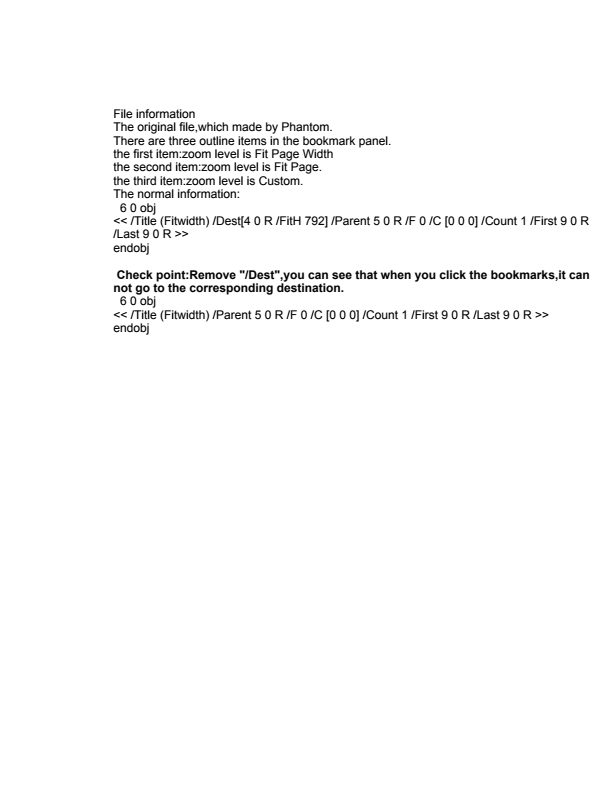 File information
The original file,which made by Phantom.
There are three outline items in the bookmark panel.
the first item:zoom level is Fit Page Width
the second item:zoom level is Fit Page.
the third item:zoom level is Custom.
The normal information:
6 0 obj
<< /Title (Fitwidth) /Dest[4 0 R /FitH 792] /Parent 5 0 R /F 0 /C [0 0 0] /Count 1 /First 9 0 R
/Last 9 0 R >>
endobj
Check point:Remove "/Dest",you can see that when you click the bookmarks,it can
not go to the corresponding destination.
6 0 obj
<< /Title (Fitwidth) /Parent 5 0 R /F 0 /C [0 0 0] /Count 1 /First 9 0 R /Last 9 0 R >>
endobj